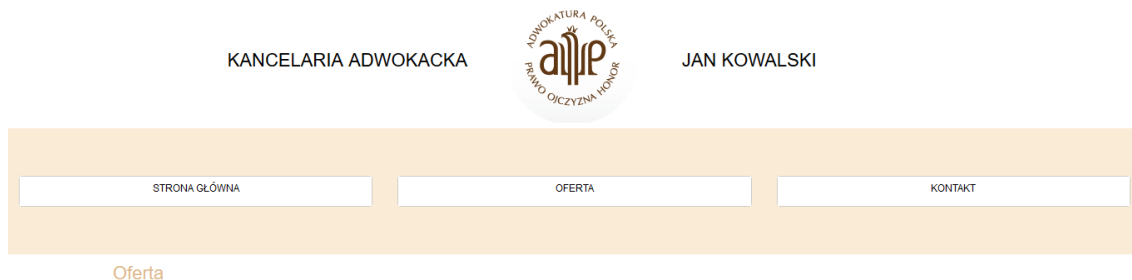 KANCELARIA ADWOKACKA
ADWOKATURA POLSKA
PRAWO OJCZYZNA HONOR
JAN KOWALSKI
STRONA GŁÓWNA
OFERTA
KONTAKT
Oferta